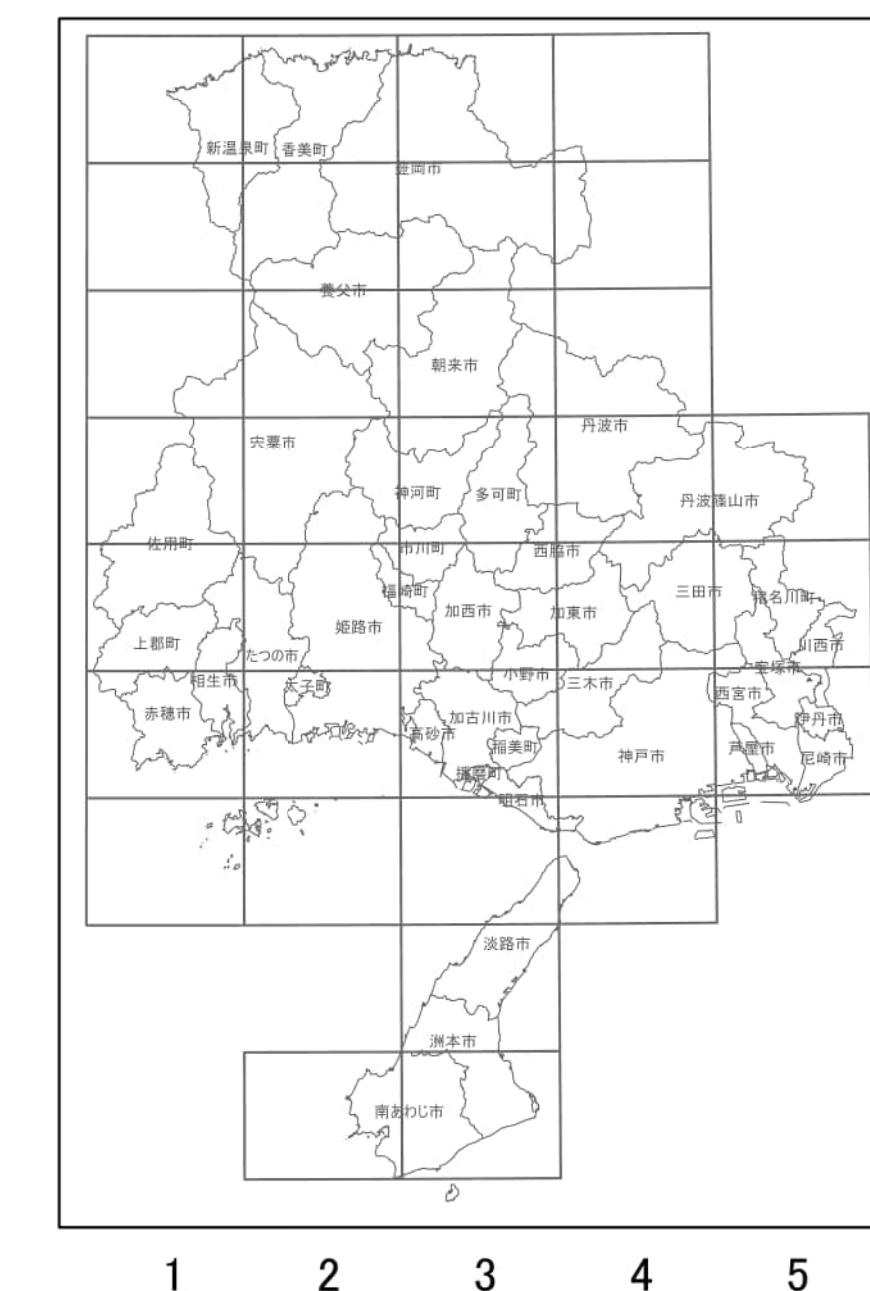 新温泉町
香美町
豊岡市
養父市
朝来市
丹波市
宍粟市
神河町
多可町
丹波篠山市
佐用町
市川町
西脇市
福崎町
加西市
加東市
三田市
猪名川町
姫路市
上郡町
たつの市
川西市
宝塚市
相生市
太子町
小野市
三木市
西宮市
赤穂市
加古川市
高砂市
伊丹市
稲美町
神戸市
芦屋市
尼崎市
播磨町
明石市
淡路市
洲本市
南あわじ市
1 2 3 4 5